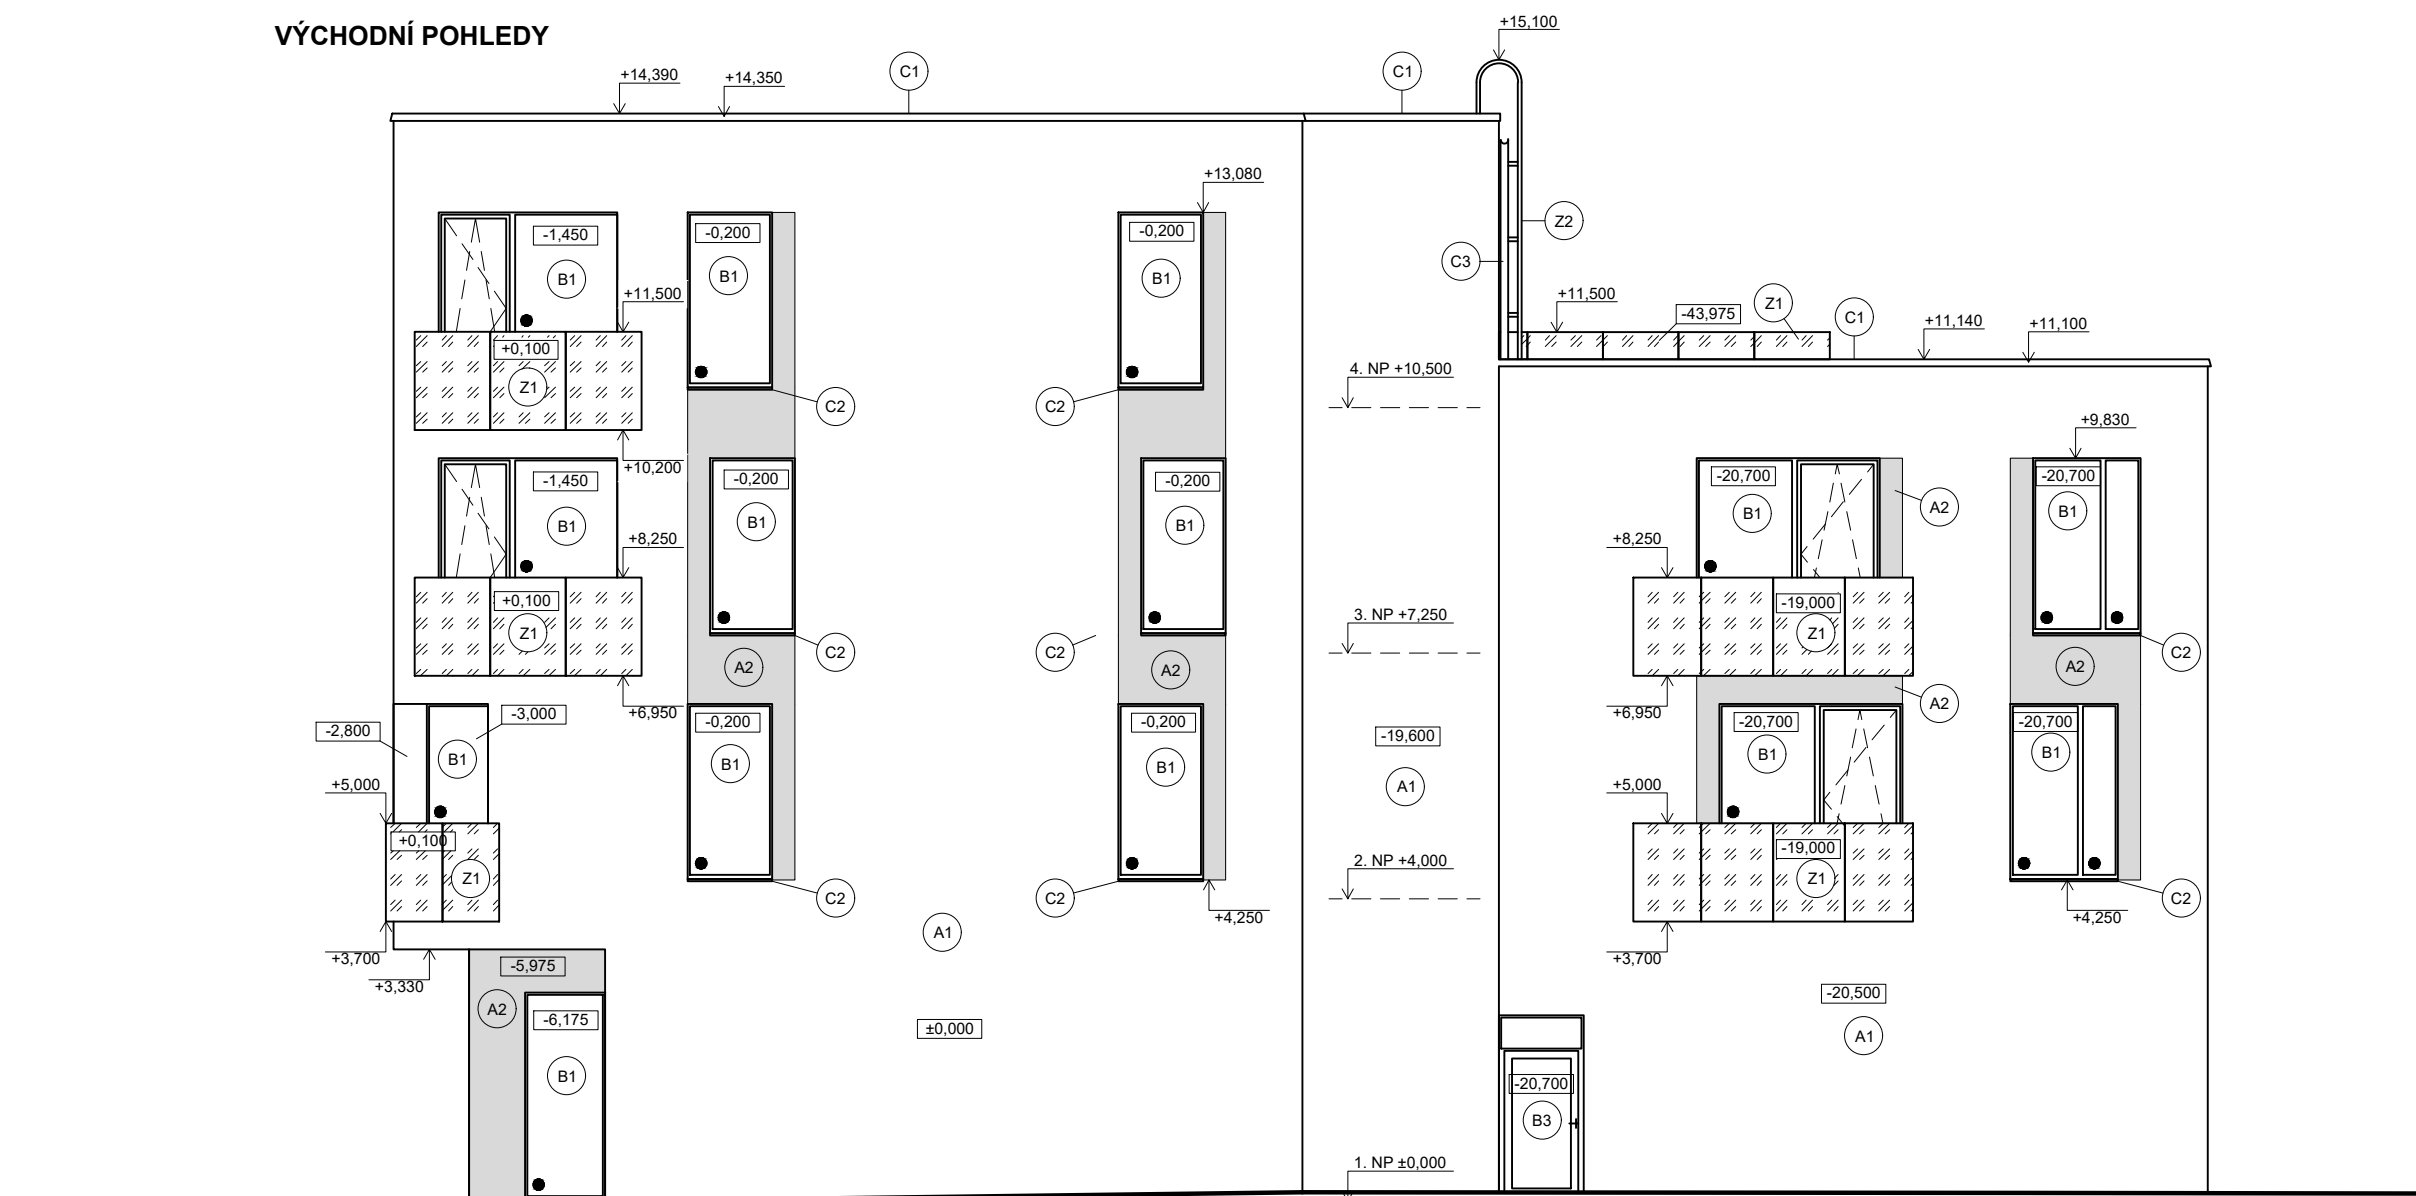 VÝCHODNÍ POHLEDY
+15,100
+14,390
+14,350
C1
C1
+13,080
-1,450
B1
-0,200
B1
-0,200
B1
Z2
C3
+11,500
+11,500
-43,975
Z1
C1
+11,140
+11,100
+0,100
Z1
C2
C2
4. NP +10,500
+9,830
+10,200
-1,450
B1
-0,200
B1
-0,200
B1
-20,700
B1
A2
-20,700
B1
+8,250
+8,250
+0,100
Z1
-19,000
Z1
3. NP +7,250
C2
C2
C2
A2
A2
A2
A2
+6,950
+6,950
-2,800
-3,000
B1
-0,200
B1
-0,200
B1
-19,600
A1
-20,700
B1
-20,700
B1
+5,000
+5,000
+0,100
Z1
-19,000
Z1
2. NP +4,000
C2
C2
C2
+4,250
+4,250
A1
+3,700
+3,700
+3,330
-5,975
A2
-6,175
B1
±0,000
-20,500
A1
-20,700
B3
1. NP ±0,000